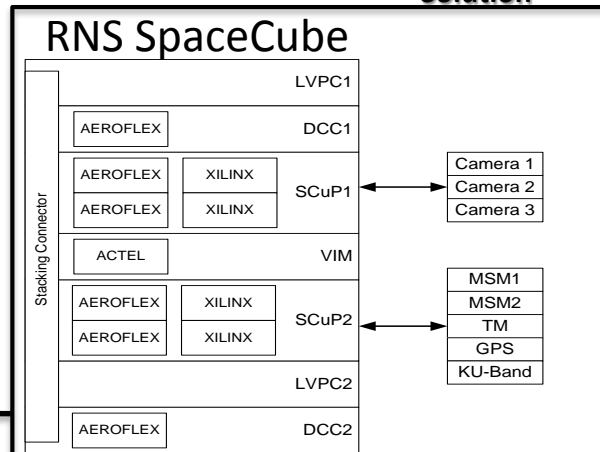 solution
RNS SpaceCube
LVPC1
AEROFLEX DCC1
AEROFLEX XILINX
SCuP1
AEROFLEX XILINX
ACTEL VIM
AEROFLEX XILINX
SCuP2
AEROFLEX XILINX
LVPC2
AEROFLEX DCC2
Stacking Connector
Camera 1
Camera 2
Camera 3
MSM1
MSM2
TM
GPS
KU-Band